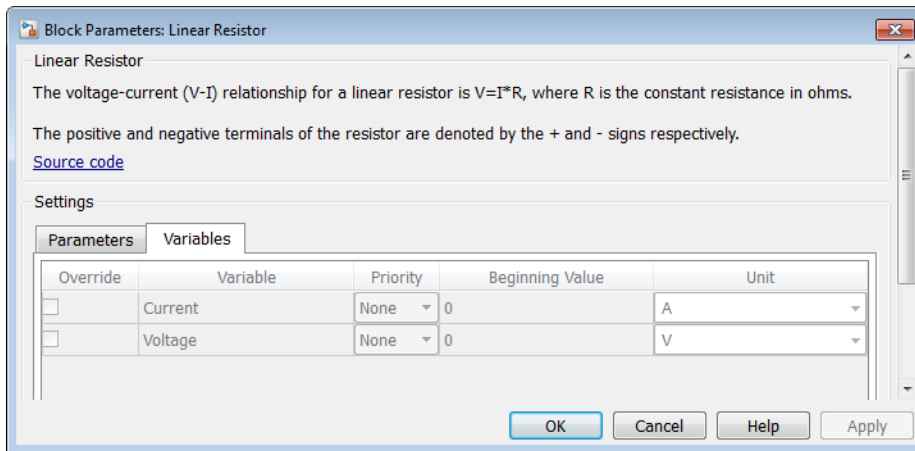 Block Parameters: Linear Resistor
Linear Resistor
The voltage-current (V-I) relationship for a linear resistor is V=I*R, where R is the constant resistance in ohms.
The positive and negative terminals of the resistor are denoted by the + and - signs respectively.
Source code
Settings
Parameters Variables
Override Variable Priority Beginning Value Unit
Current None 0 A
Voltage None 0 V
OK Cancel Help Apply